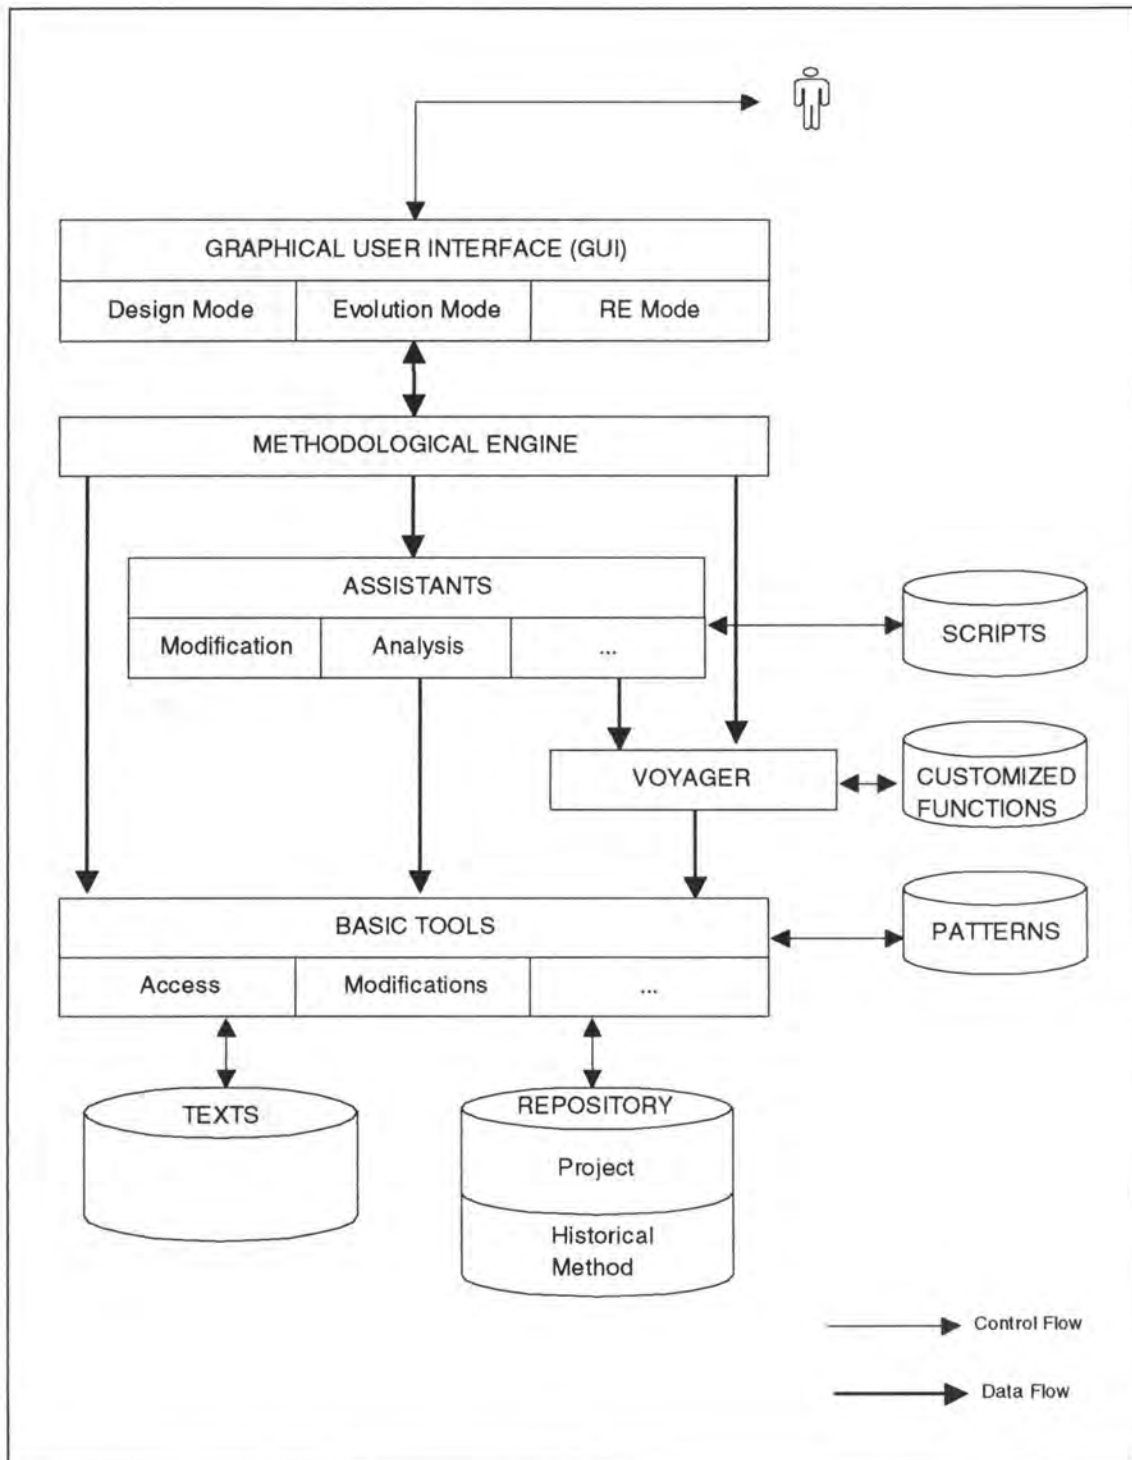 GRAPHICAL USER INTERFACE (GUI)
Design Mode
Evolution Mode
RE Mode
METHODOLOGICAL ENGINE
ASSISTANTS
Modification
Analysis
...
SCRIPTS
VOYAGER
CUSTOMIZED
FUNCTIONS
BASIC TOOLS
Access
Modifications
...
PATTERNS
TEXTS
REPOSITORY
Project
Historical
Method
Control Flow
Data Flow